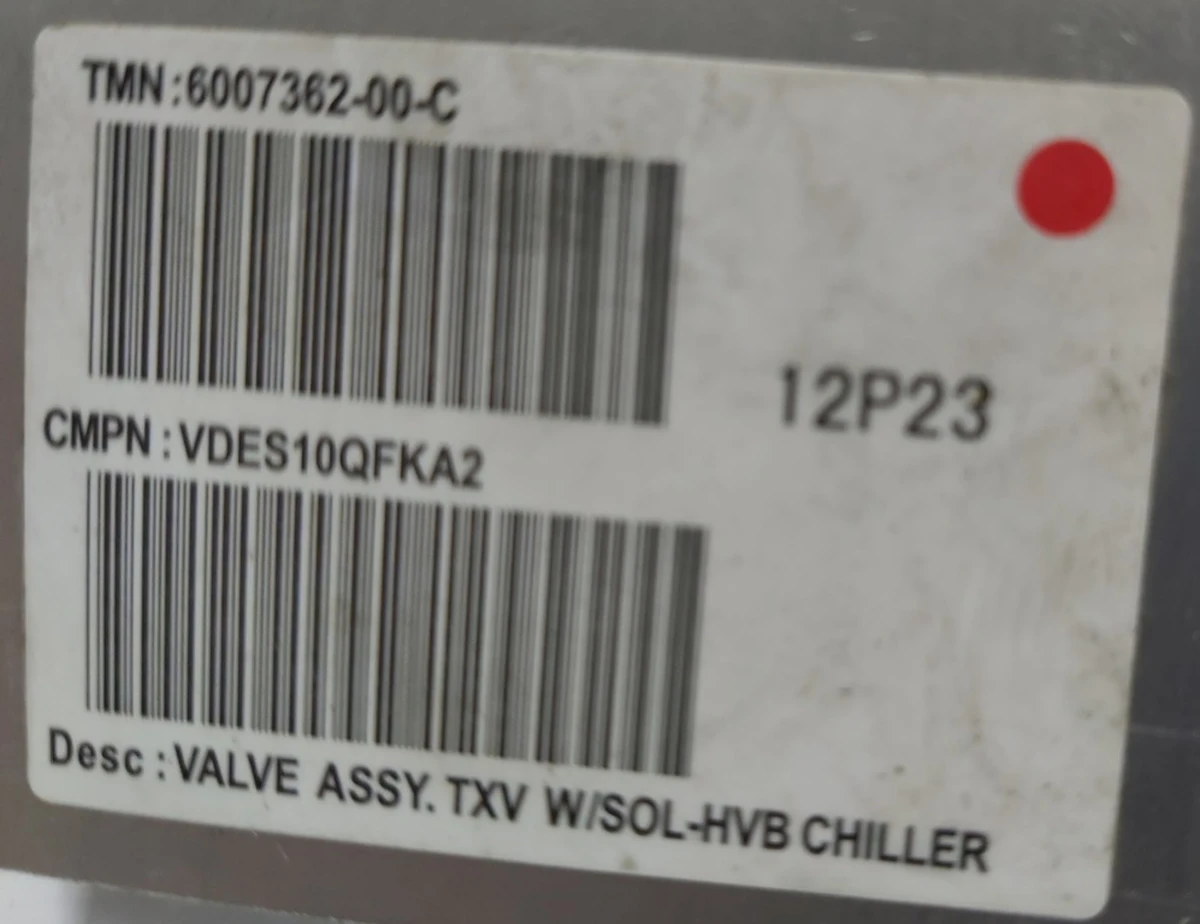 TMN:6007362-00-C
12P23
CMPN:VDES10QFKA2
Desc:VALVE ASSY. TXV W/SOL-HVB CHILLER